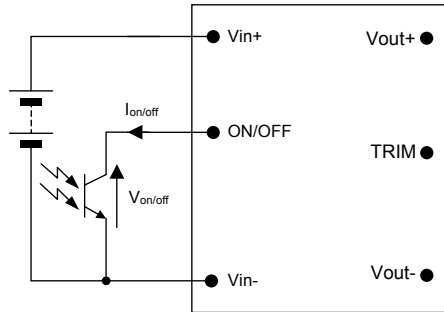 Vin+
Vout+
Ion/off
ON/OFF
TRIM
Von/off
Vin-
Vout-